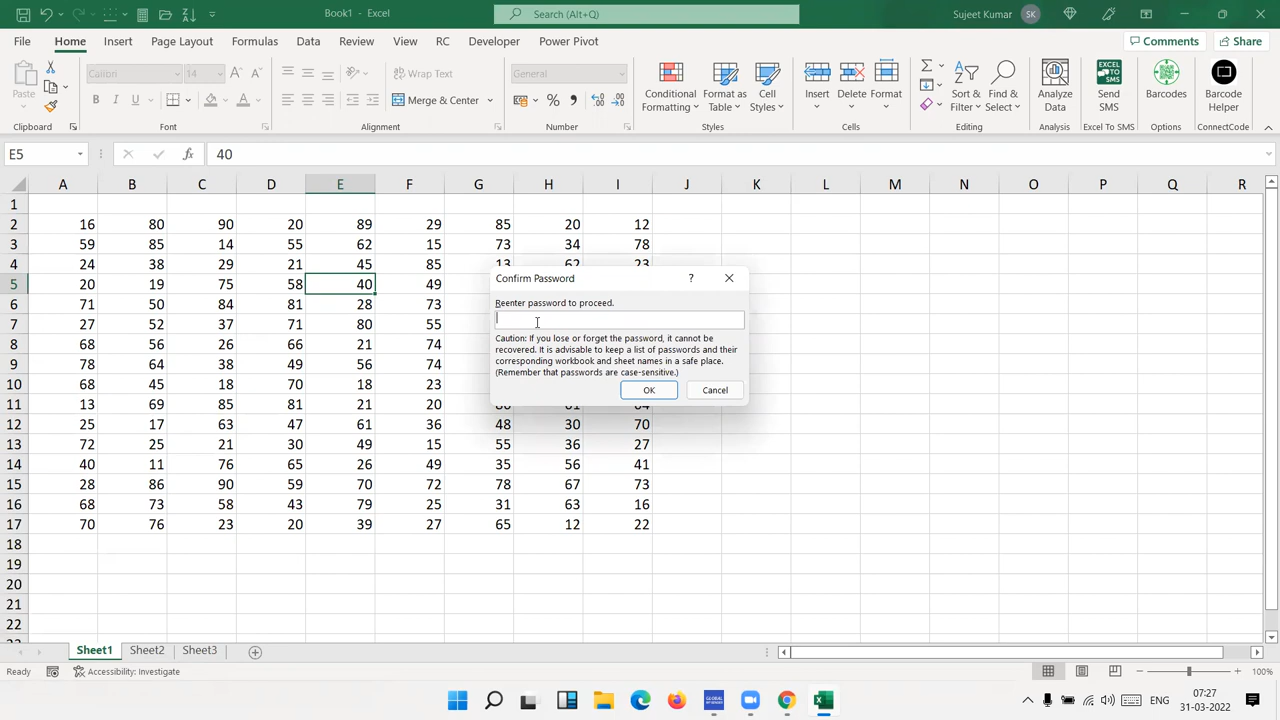 Book1 - Excel
Search (Alt+Q)
Sujeet Kumar
SK
File Home Insert Page Layout Formulas Data Review View RC Developer Power Pivot
Comments
Share
Paste
Calibri
14
B I U
Wrap Text
Merge & Center
General
Conditional
Formatting
Format as
Table
Cell
Styles
Insert
Delete
Format
Sort &
Filter
Find &
Select
Analyze
Data
Send
SMS
Barcodes
Barcode
Helper
Clipboard Font Alignment Number Styles Cells Editing Analysis Excel To SMS Options ConnectCode
E5
fx
40
A B C D E F G H I J K L M N O P Q R
1
2 16 80 90 20 89 29 85 20 12
3 59 85 14 55 62 15 73 34 78
4 24 38 29 21 45 85 13 62 23
5 20 19 75 58 40 49
6 71 50 84 81 28 73
7 27 52 37 71 80 55
8 68 56 26 66 21 74
9 78 64 38 49 56 74
10 68 45 18 70 18 23
11 13 69 85 81 21 20
12 25 17 63 47 61 36 48 30 70
13 72 25 21 30 49 15 55 36 27
14 40 11 76 65 26 49 35 56 41
15 28 86 90 59 70 72 78 67 73
16 68 73 58 43 79 25 31 63 16
17 70 76 23 20 39 27 65 12 22
18
19
20
21
22
Confirm Password
?
Reenter password to proceed.
Caution: If you lose or forget the password, it cannot be
recovered. It is advisable to keep a list of passwords and their
corresponding workbook and sheet names in a safe place.
(Remember that passwords are case-sensitive.)
OK
Cancel
Sheet1 Sheet2 Sheet3
Ready
Accessibility: Investigate
100%
ENG
07:27
31-03-2022